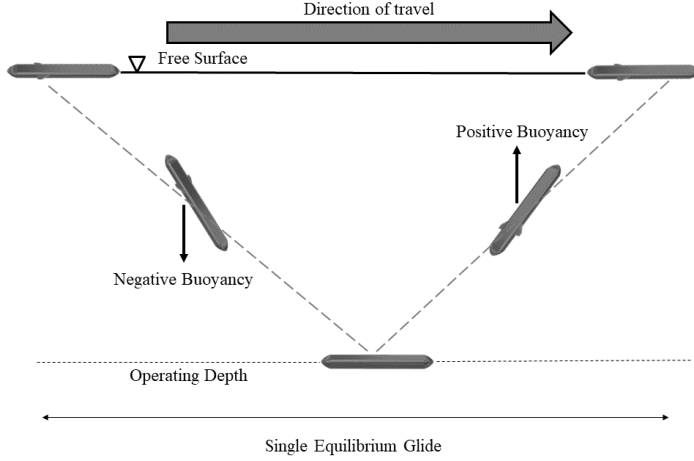 Direction of travel
Free Surface
Positive Buoyancy
Negative Buoyancy
Operating Depth
Single Equilibrium Glide